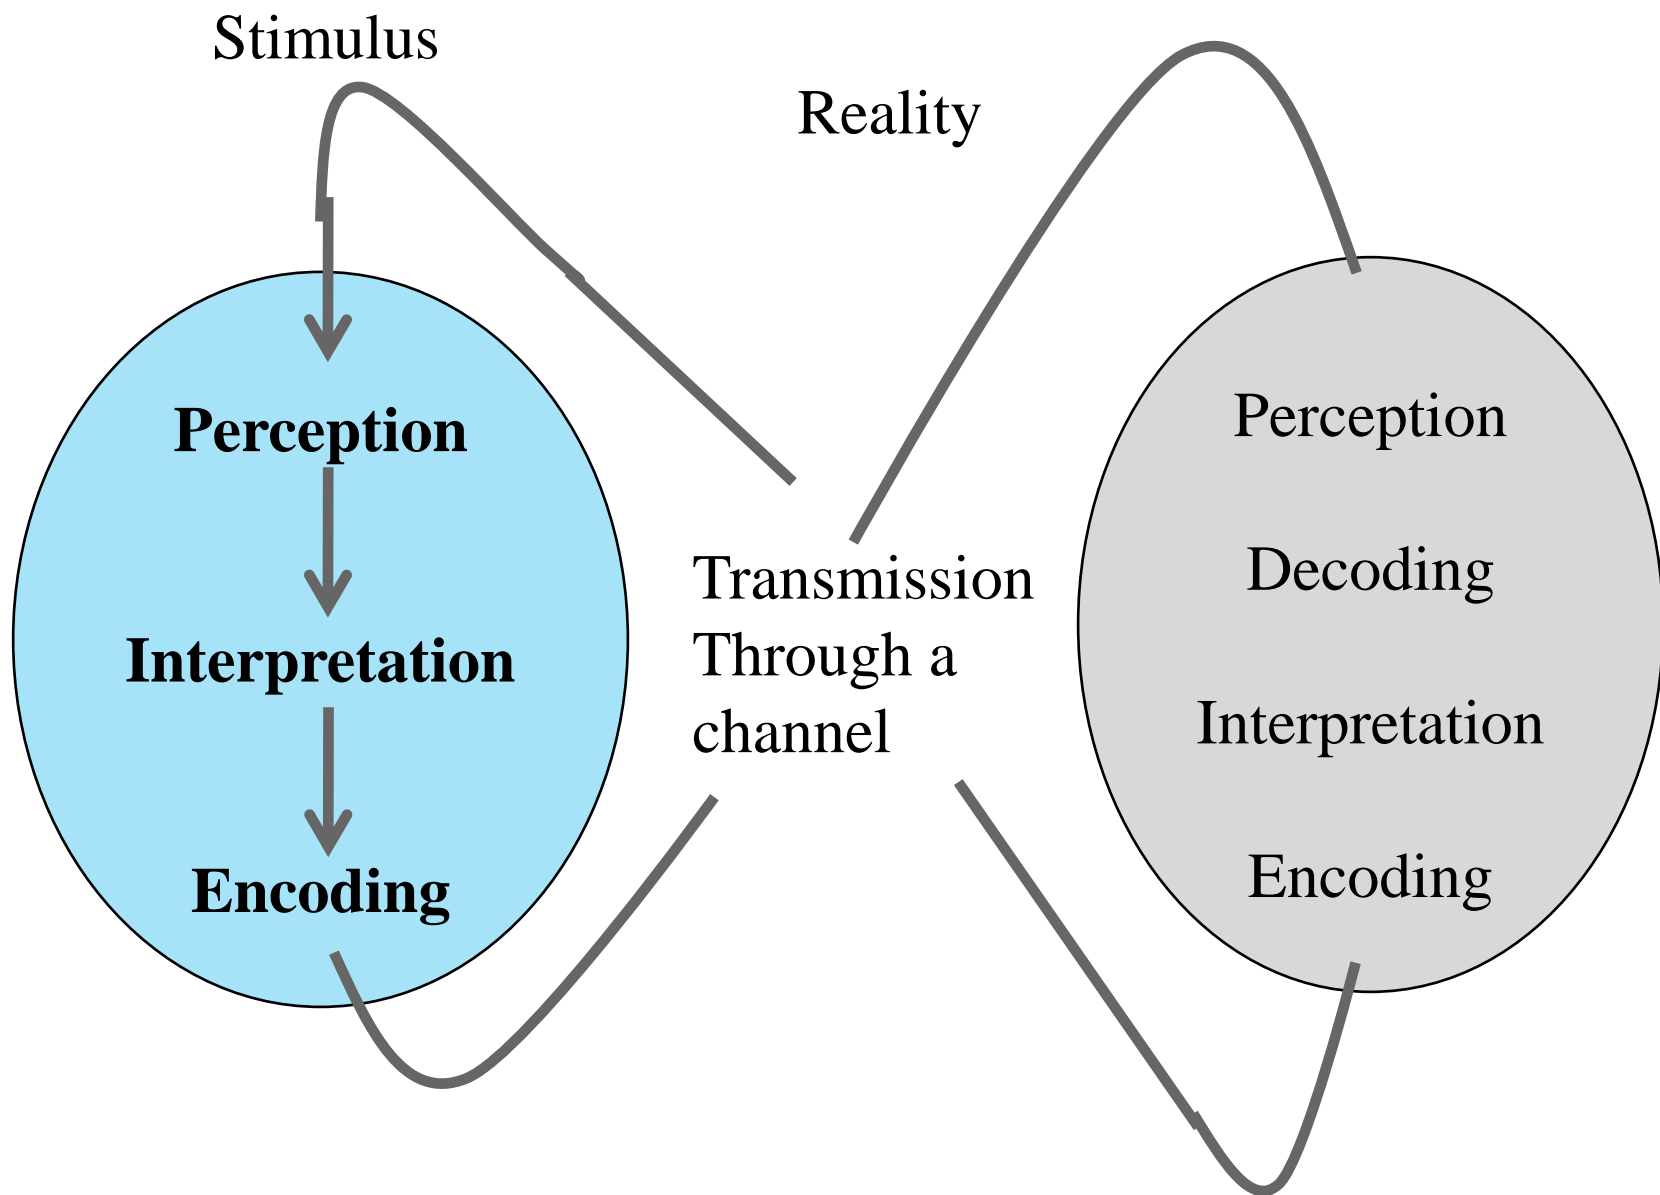 Stimulus
Reality
Perception
Interpretation
Encoding
Transmission
Through a
channel
Perception
Decoding
Interpretation
Encoding